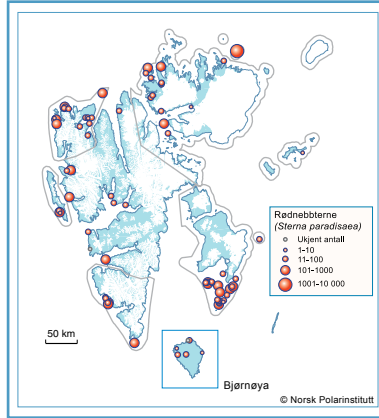 Rødnebbterne
(Sterna paradisaea)
Ukjent antall
1–10
11–100
101–1000
1001–10 000
50 km
Bjørnøya
© Norsk Polarinstitutt